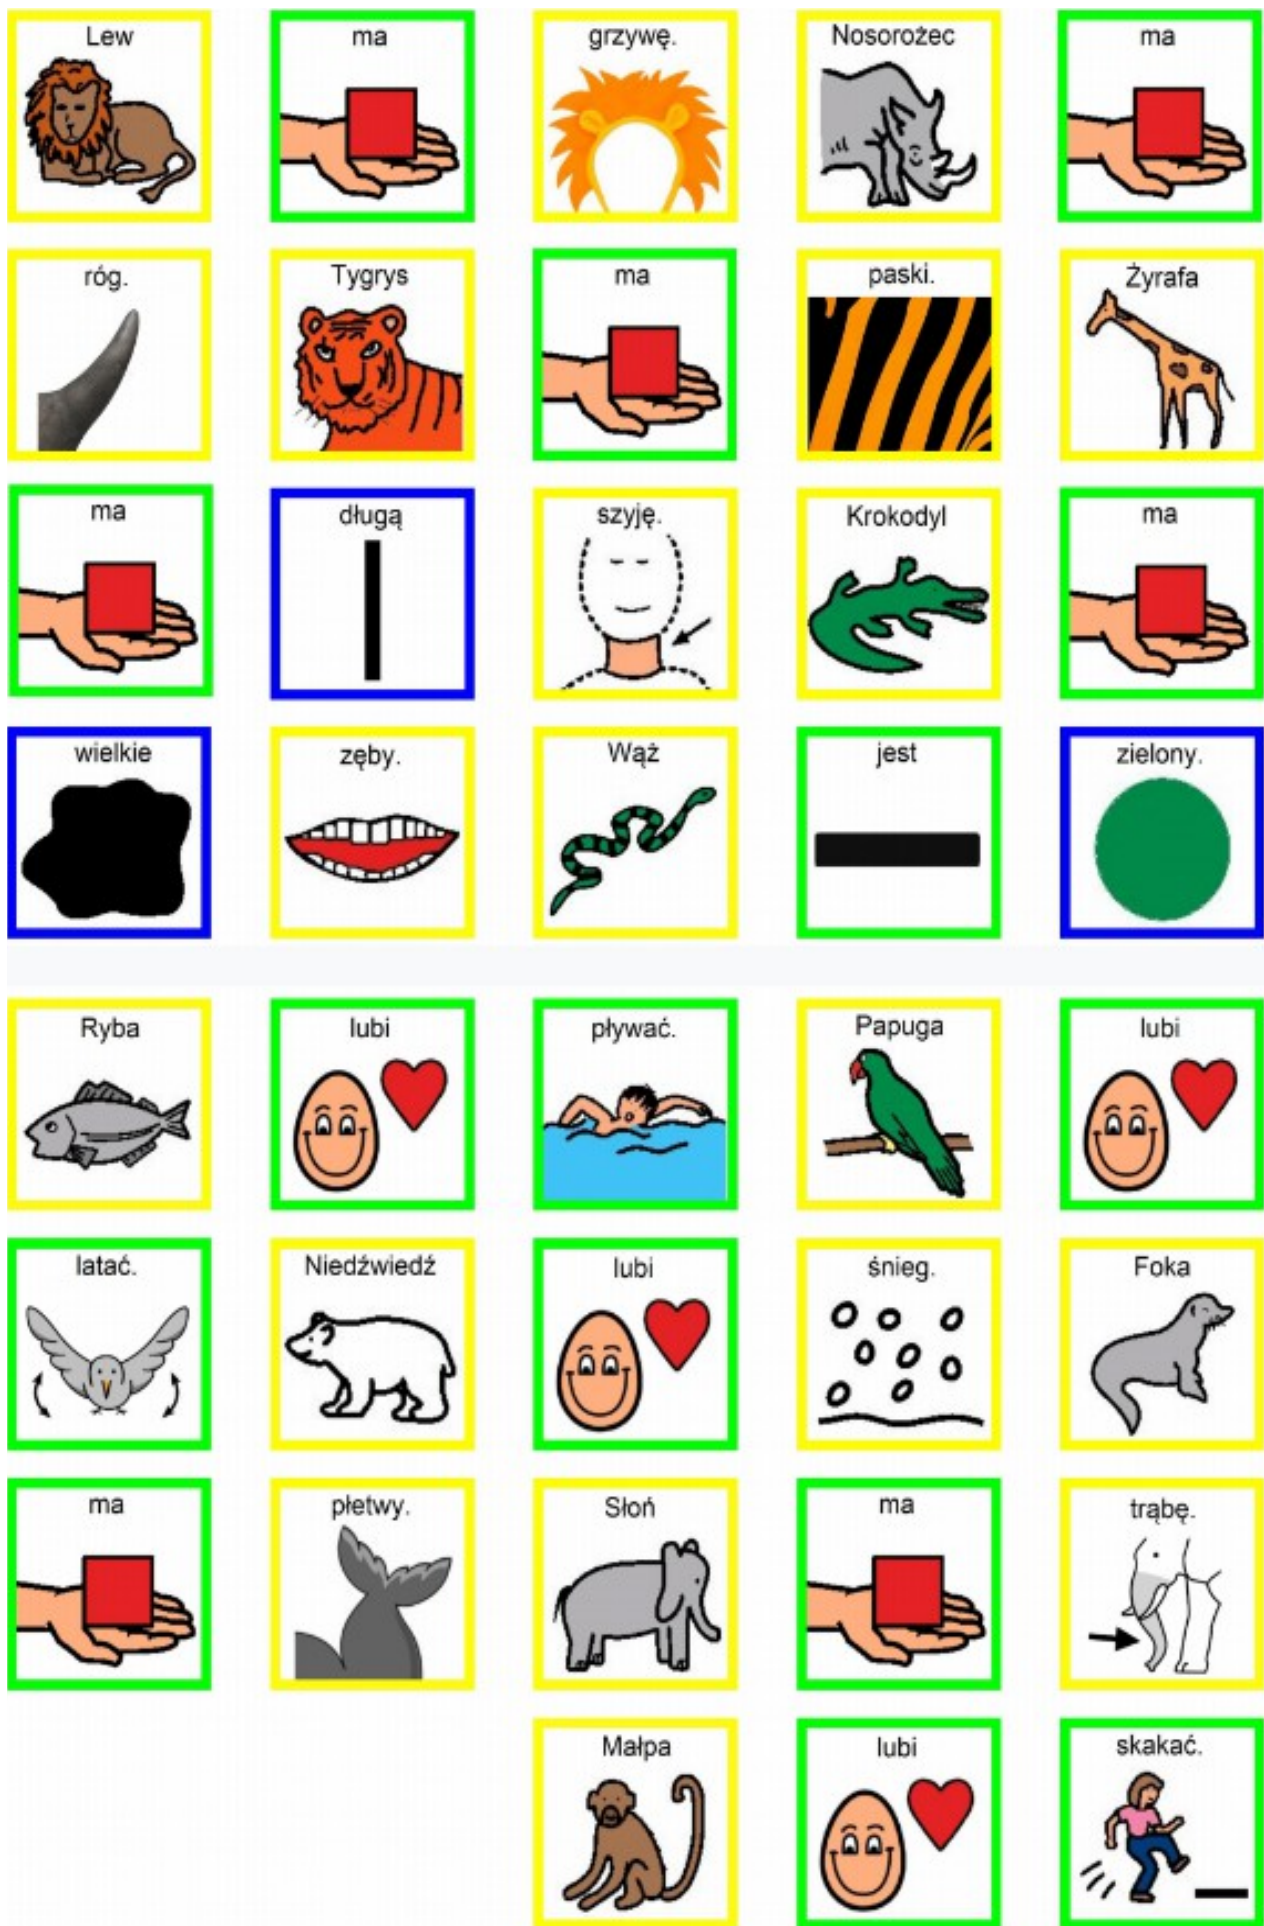 Lew ma grzywę. Nosorożec ma
róg. Tygrys ma paski. Żyrafa
ma długą szyję. Krokodyl ma
wielkie zęby. Wąż jest zielony.
Ryba lubi pływać. Papuga lubi
latać. Niedźwiedź lubi śnieg. Foka
ma płetwy. Słoń ma trąbę.
Małpa lubi skakać.